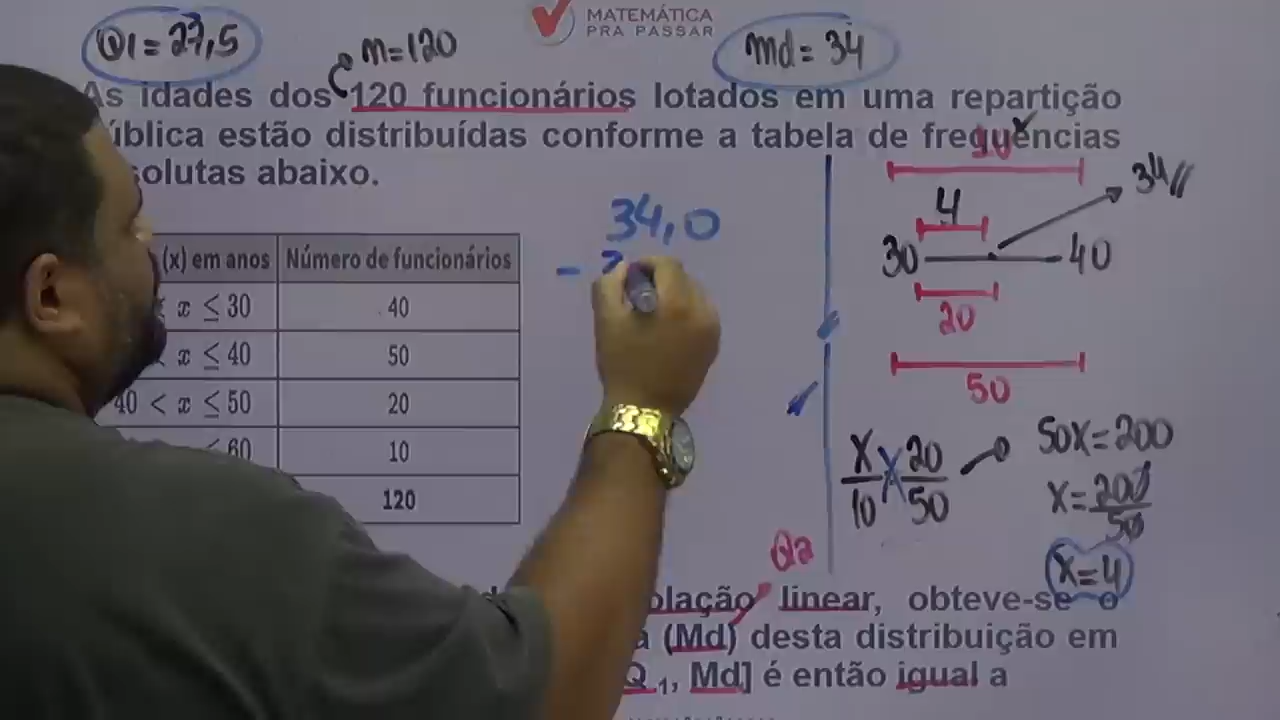 MATEMÁTICA
PRA PASSAR
Q1 = 27,5
n=120
Md = 34
As idades dos 120 funcionários lotados em uma repartição
ública estão distribuídas conforme a tabela de frequências
solutas abaixo.
(x) em anos Número de funcionários
x ≤ 30 40
x ≤ 40 50
40 < x ≤ 50 20
≤ 60 10
120
34,0
-
10
4
34
30 40
20
50
x/10 20/50
50x=200
x=200/50
x=4
Q2
olação linear, obteve-se o
a (Md) desta distribuição em
Q 1, Md] é então igual a